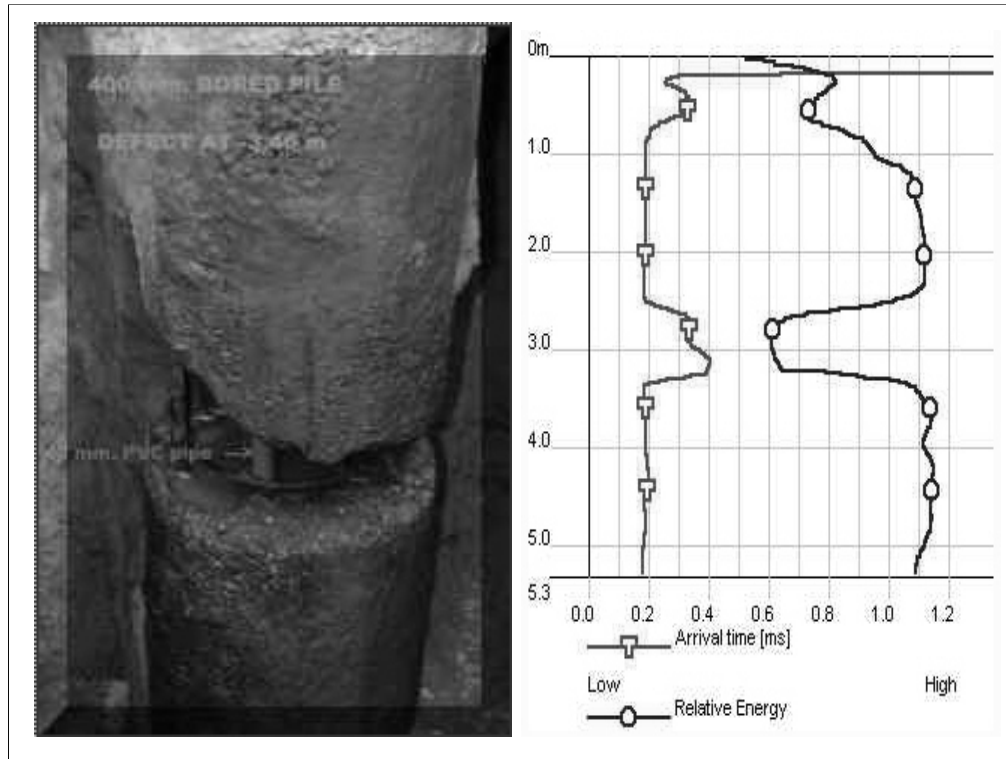 400 mm. BORED PILE
DEFECT AT -3.40 m
mm. PVC pipe
0m
1.0
2.0
3.0
4.0
5.0
5.3
0.0 0.2 0.4 0.6 0.8 1.0 1.2
Arrival time [ms]
Low High
Relative Energy